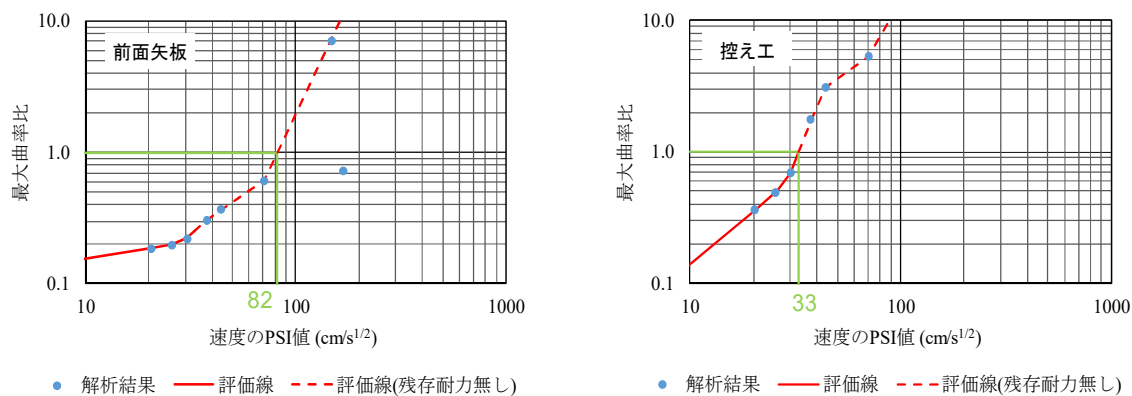 10.0
前面矢板
1.0
0.1
最大曲率比
10
82
100
1000
速度のPSI値 (cm/s1/2)
解析結果 評価線 評価線(残存耐力無し)
10.0
控え工
1.0
0.1
最大曲率比
10
33
100
1000
速度のPSI値 (cm/s1/2)
解析結果 評価線 評価線(残存耐力無し)